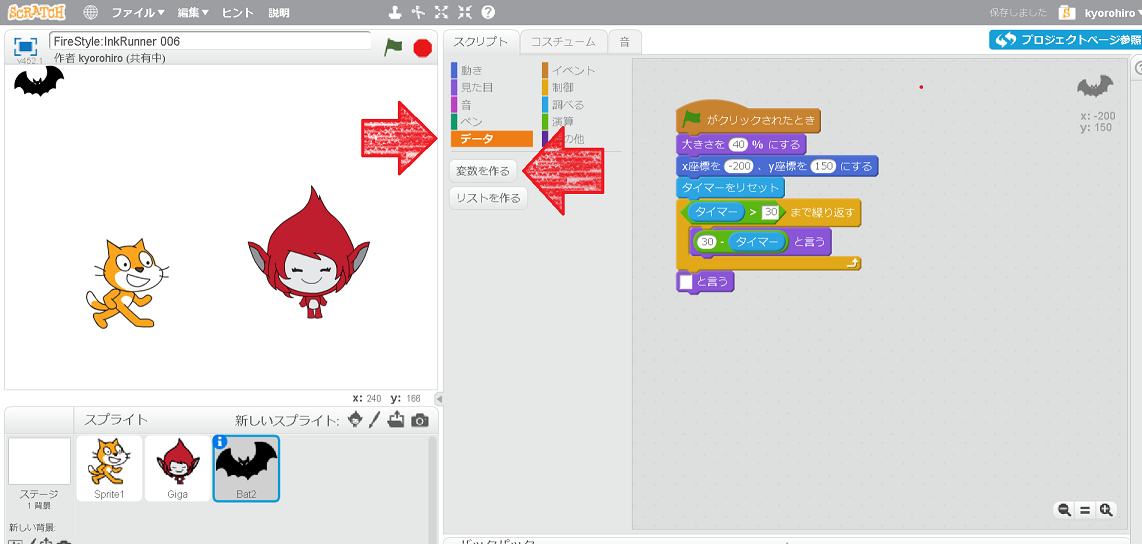 SCRATCH ファイル▼ 編集▼ ヒント 説明 保存しました kyorohiro
v452.1
FireStyle:InkRunner 006
作者 kyorohiro (共有中)
スクリプト コスチューム 音
プロジェクトページ参照
動き イベント
見た目 制御
音 調べる
ペン 演算
データ の他
変数を作る
リストを作る
がクリックされたとき
大きさを 40 % にする
x座標を -200 、y座標を 150 にする
タイマーをリセット
タイマー > 30 まで繰り返す
30 - タイマー と言う
と言う
x: -200
y: 150
x: 240 y: 166
スプライト 新しいスプライト:
Sprite1 Giga Bat2
ステージ
1 背景
新しい背景:
バックパック